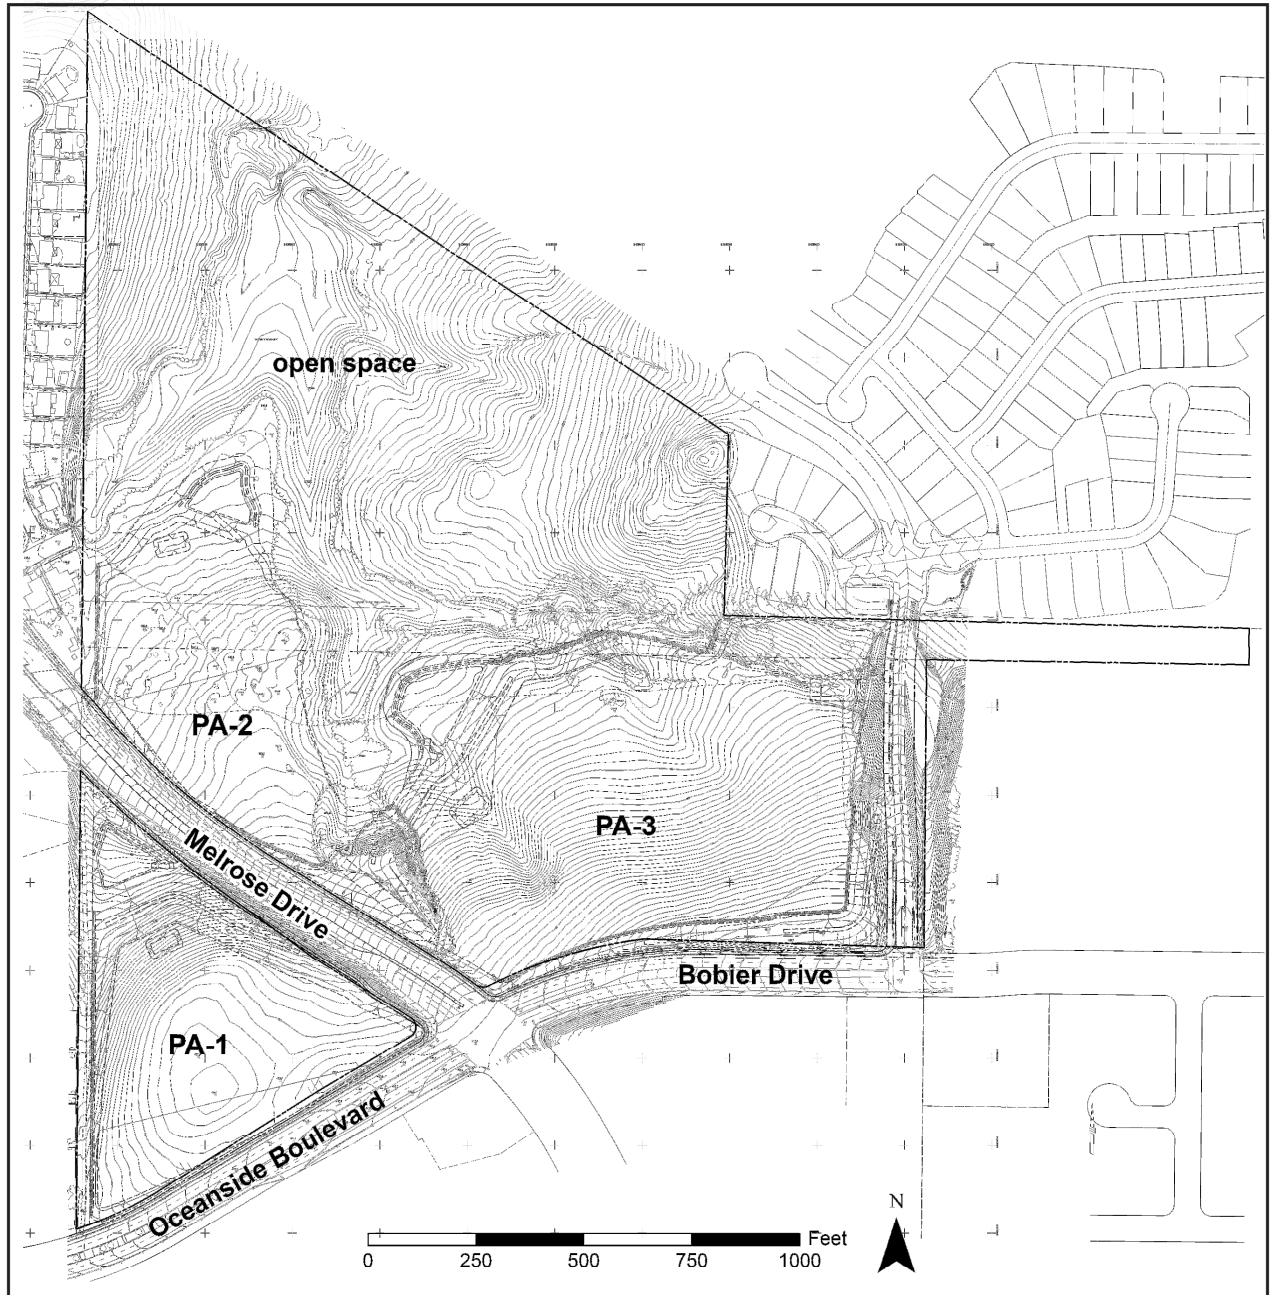 open space
PA-2
PA-3
Melrose Drive
Bobier Drive
PA-1
Oceanside Boulevard
N
Feet
0 250 500 750 1000